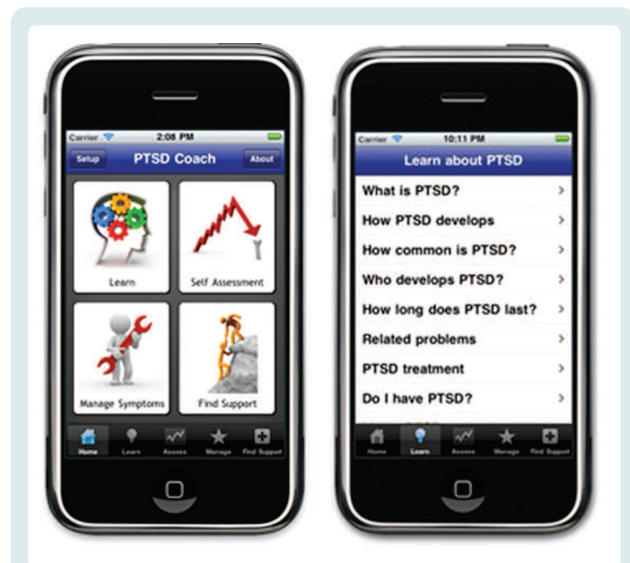 Carrier 2:08 PM
Setup PTSD Coach About
Learn Self Assessment
Manage Symptoms Find Support
Home Learn Assess Manage Find Support
Carrier 10:11 PM
Learn about PTSD
What is PTSD?
How PTSD develops
How common is PTSD?
Who develops PTSD?
How long does PTSD last?
Related problems
PTSD treatment
Do I have PTSD?
Home Learn Assess Manage Find Support